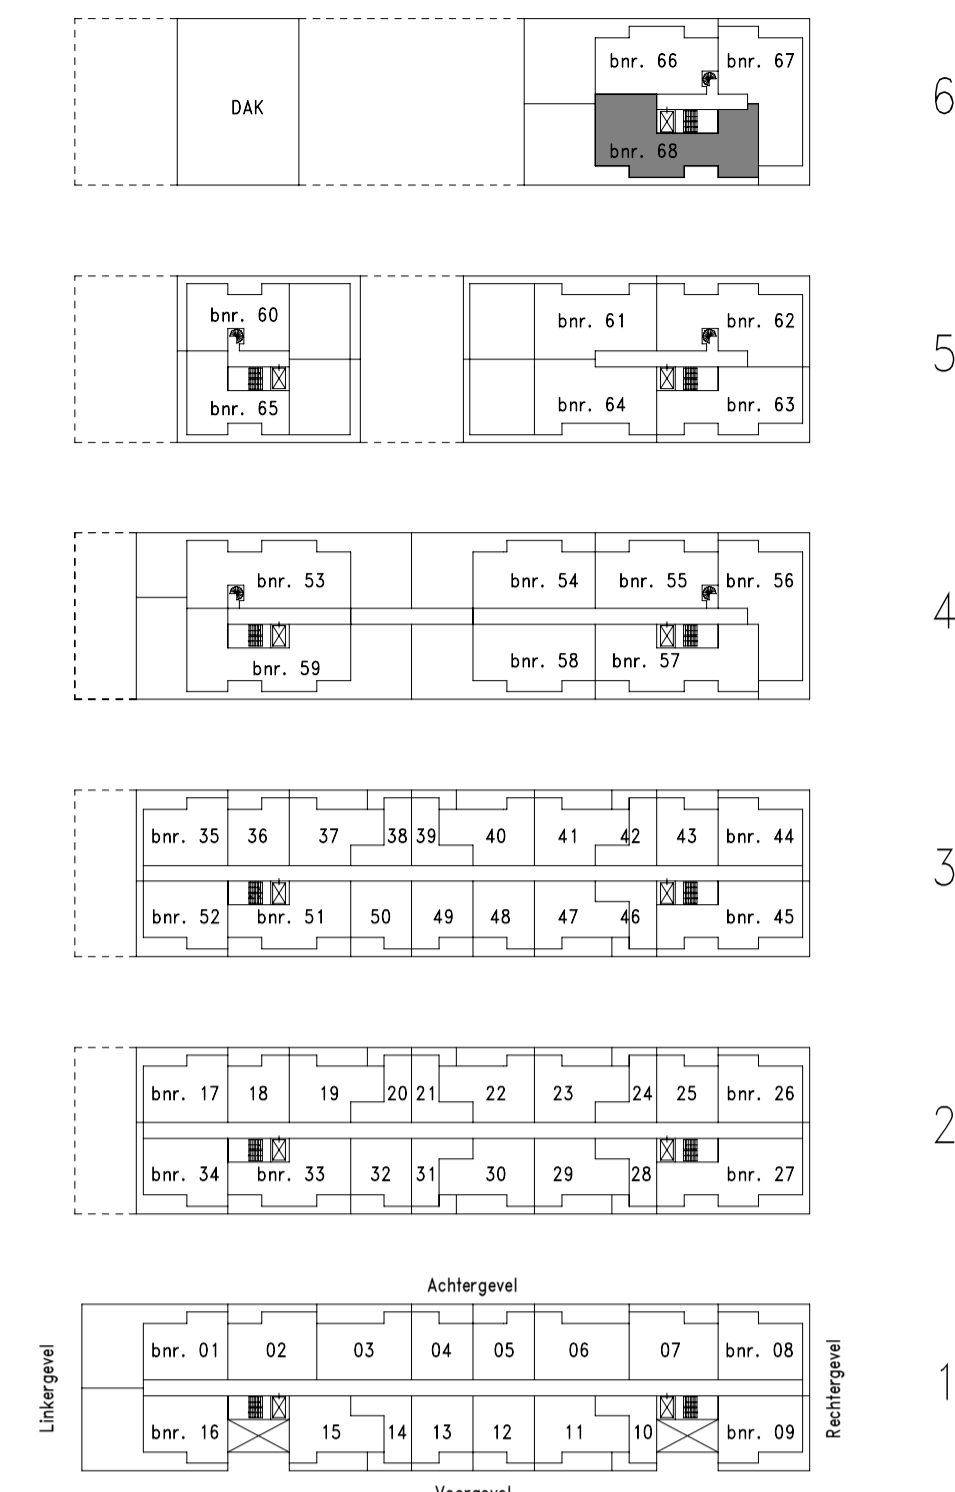 bnr. 66 bnr. 67
6
DAK
bnr. 68
bnr. 60 bnr. 61 bnr. 62
5
bnr. 65 bnr. 64 bnr. 63
bnr. 53 bnr. 54 bnr. 55 bnr. 56
4
bnr. 59 bnr. 58 bnr. 57
bnr. 35 36 37 38 39 40 41 42 43 bnr. 44
3
bnr. 52 bnr. 51 50 49 48 47 46 bnr. 45
bnr. 17 18 19 20 21 22 23 24 25 bnr. 26
2
bnr. 34 bnr. 33 32 31 30 29 28 bnr. 27
Achtergevel
bnr. 01 02 03 04 05 06 07 bnr. 08
Linkergevel
Rechtergevel
1
bnr. 16 15 14 13 12 11 10 bnr. 09